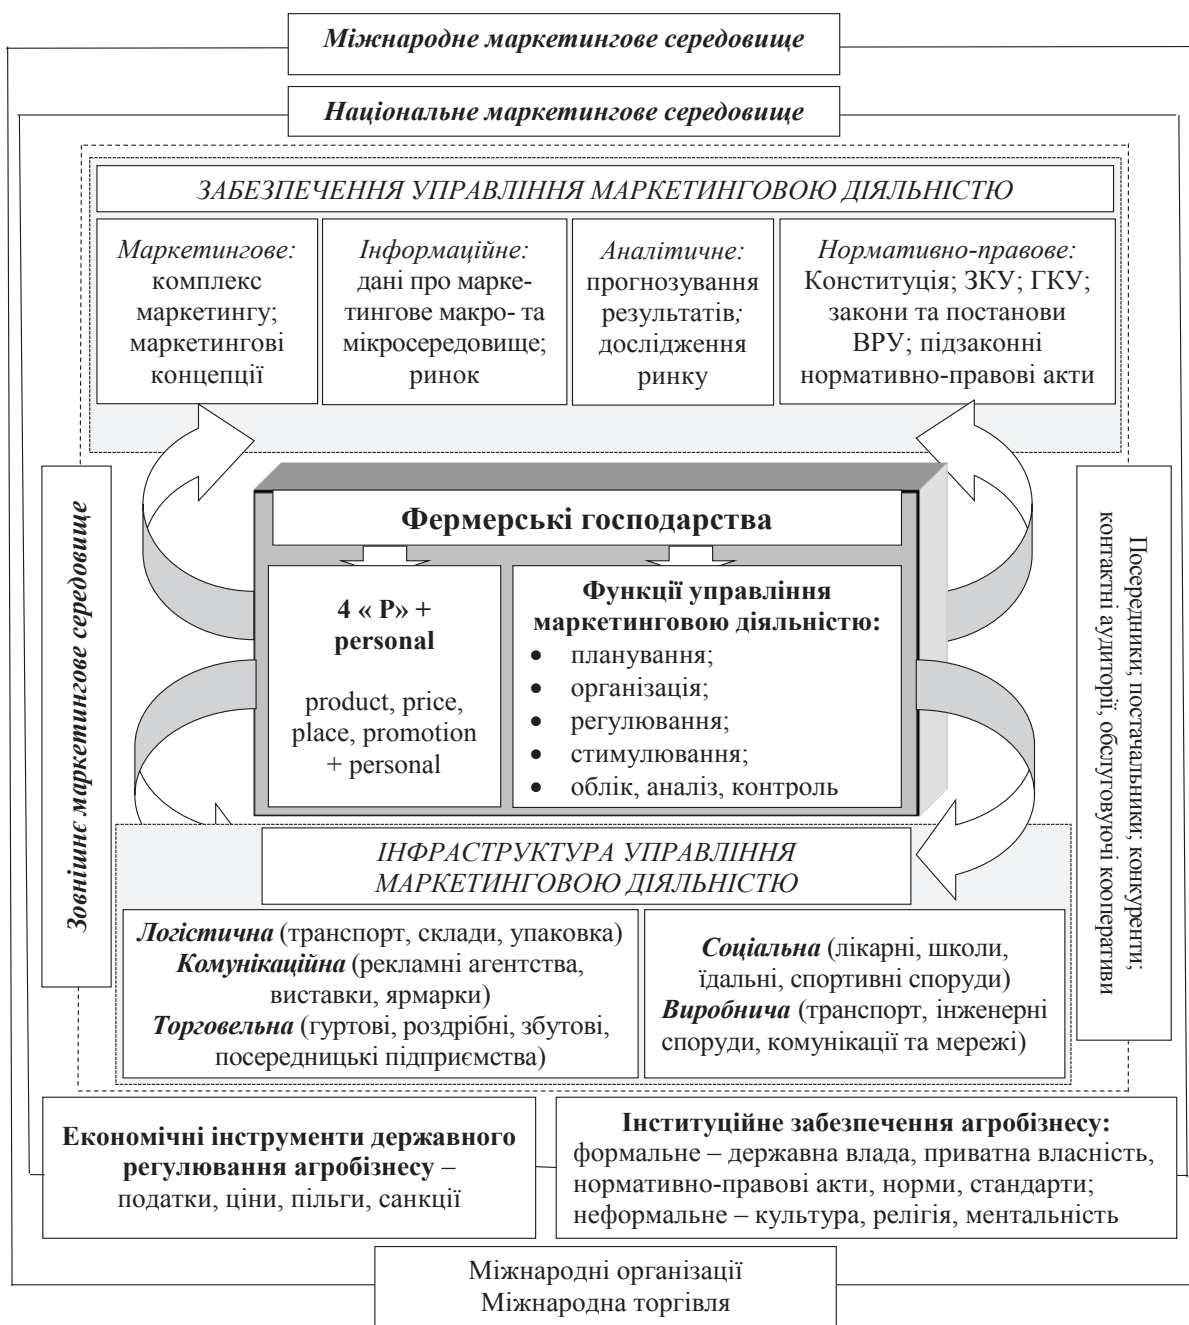 Міжнародне маркетингове середовище
Національне маркетингове середовище
ЗАБЕЗПЕЧЕННЯ УПРАВЛІННЯ МАРКЕТИНГОВОЮ ДІЯЛЬНІСТЮ
Маркетингове:
комплекс
маркетингу;
маркетингові
концепції
Інформаційне:
дані про марке-
тингове макро- та
мікросередовище;
ринок
Аналітичне:
прогнозування
результатів;
дослідження
ринку
Нормативно-правове:
Конституція; ЗКУ; ГКУ;
закони та постанови
ВРУ; підзаконні
нормативно-правові акти
Зовнішнє маркетингове середовище
Фермерські господарства
4 « Р» +
personal
product, price,
place, promotion
+ personal
Функції управління
маркетинговою діяльністю:
• планування;
• організація;
• регулювання;
• стимулювання;
• облік, аналіз, контроль
Посередники; постачальники; конкуренти;
контактні аудиторії, обслуговуючі кооперативи
ІНФРАСТРУКТУРА УПРАВЛІННЯ
МАРКЕТИНГОВОЮ ДІЯЛЬНІСТЮ
Логістична (транспорт, склади, упаковка)
Комунікаційна (рекламні агентства,
виставки, ярмарки)
Торговельна (гуртові, роздрібні, збутові,
посередницькі підприємства)
Соціальна (лікарні, школи,
їдальні, спортивні споруди)
Виробнича (транспорт, інженерні
споруди, комунікації та мережі)
Економічні інструменти державного
регулювання агробізнесу –
податки, ціни, пільги, санкції
Інституційне забезпечення агробізнесу:
формальне – державна влада, приватна власність,
нормативно-правові акти, норми, стандарти;
неформальне – культура, релігія, ментальність
Міжнародні організації
Міжнародна торгівля